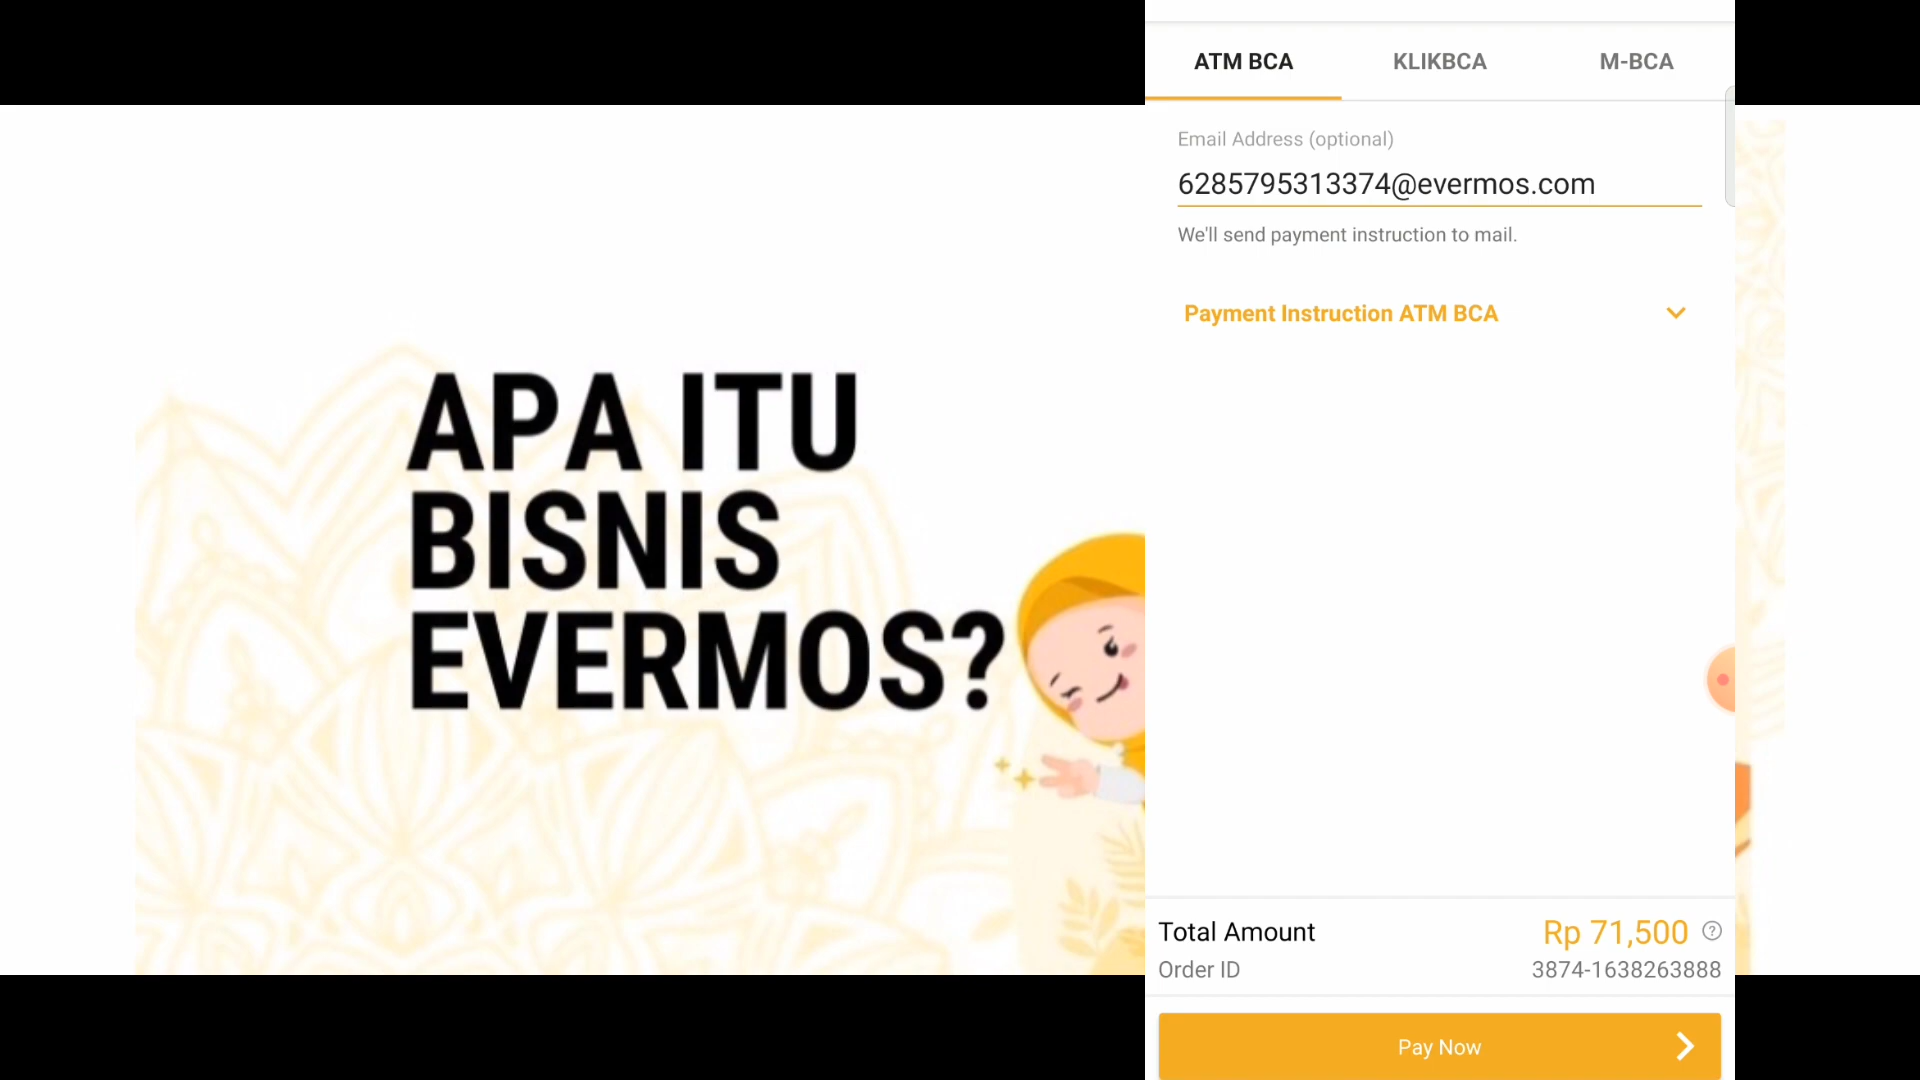 APA ITU
BISNIS
EVERMOS?
ATM BCA KLIKBCA M-BCA
Email Address (optional)
6285795313374@evermos.com
We'll send payment instruction to mail.
Payment Instruction ATM BCA
Total Amount Rp 71,500 ?
Order ID 3874-1638263888
Pay Now